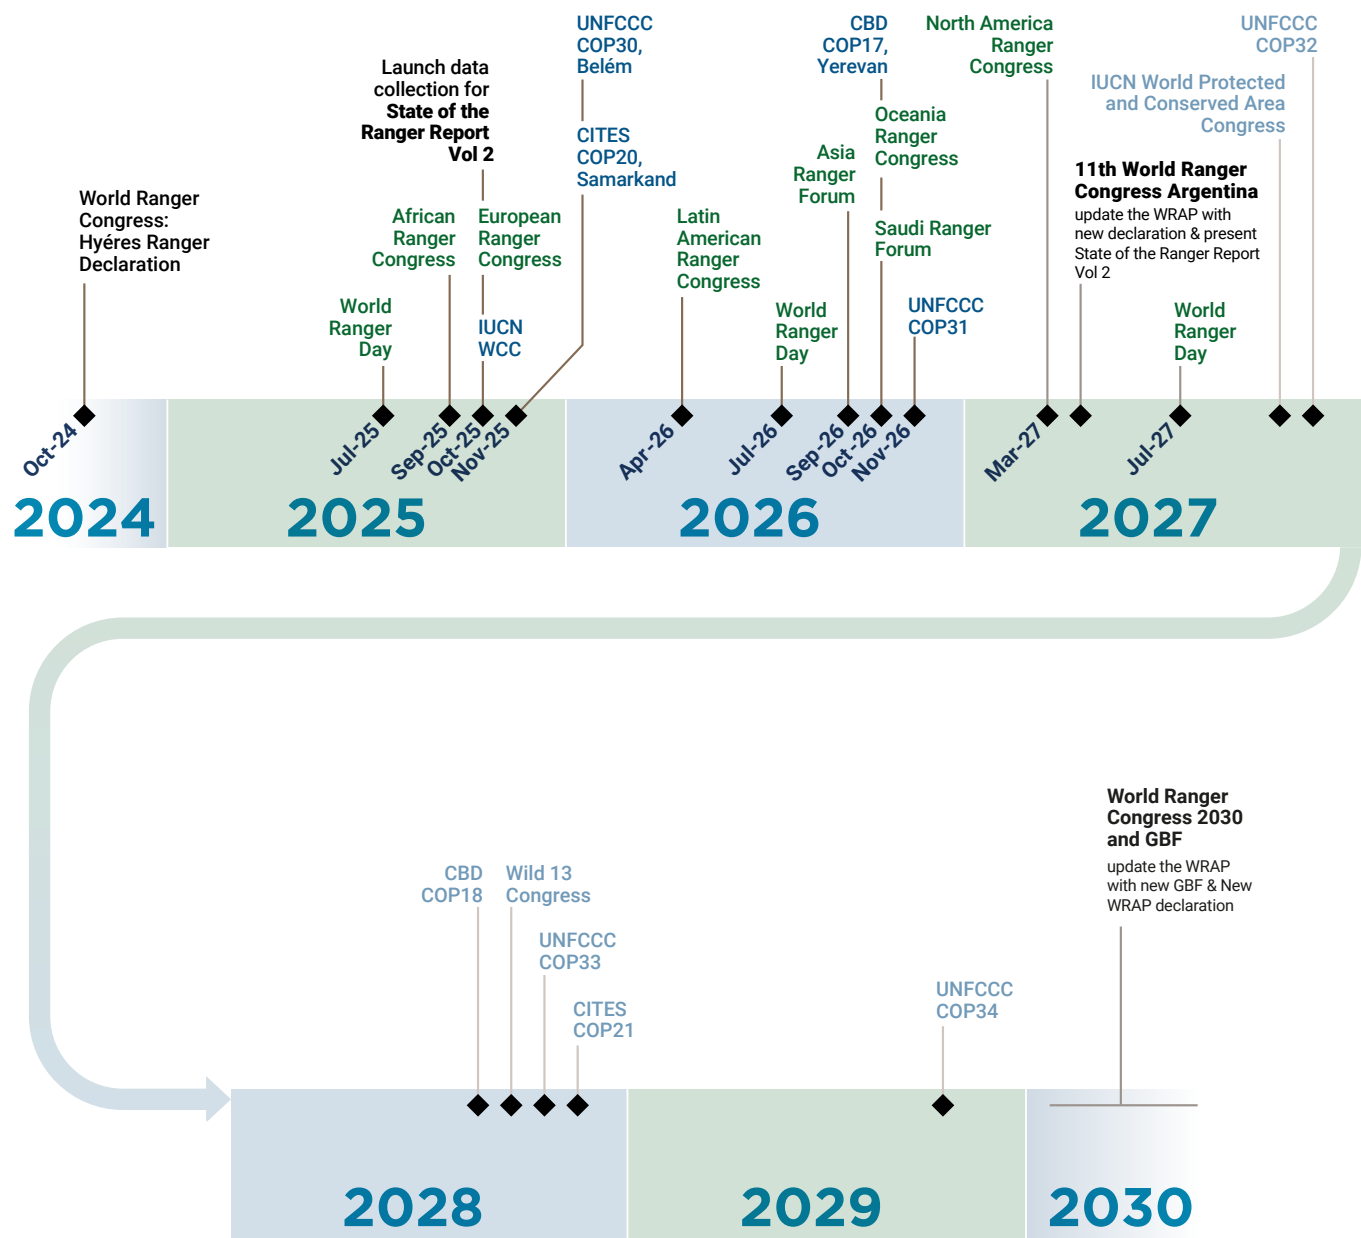 World Ranger
Congress:
Hyéres Ranger
Declaration
World
Ranger
Day
African
Ranger
Congress
Launch data
collection for
State of the
Ranger Report
Vol 2
European
Ranger
Congress
IUCN
WCC
UNFCCC
COP30,
Belém
CITES
COP20,
Samarkand
Latin
American
Ranger
Congress
World
Ranger
Day
Asia
Ranger
Forum
CBD
COP17,
Yerevan
Oceania
Ranger
Congress
Saudi Ranger
Forum
UNFCCC
COP31
North America
Ranger
Congress
11th World Ranger
Congress Argentina
update the WRAP with
new declaration & present
State of the Ranger Report
Vol 2
World
Ranger
Day
IUCN World Protected
and Conserved Area
Congress
UNFCCC
COP32
Oct-24
Jul-25
Sep-25
Oct-25
Nov-25
Apr-26
Jul-26
Sep-26
Oct-26
Nov-26
Mar-27
Jul-27
2024
2025
2026
2027
CBD
COP18
Wild 13
Congress
UNFCCC
COP33
CITES
COP21
UNFCCC
COP34
World Ranger
Congress 2030
and GBF
update the WRAP
with new GBF & New
WRAP declaration
2028
2029
2030